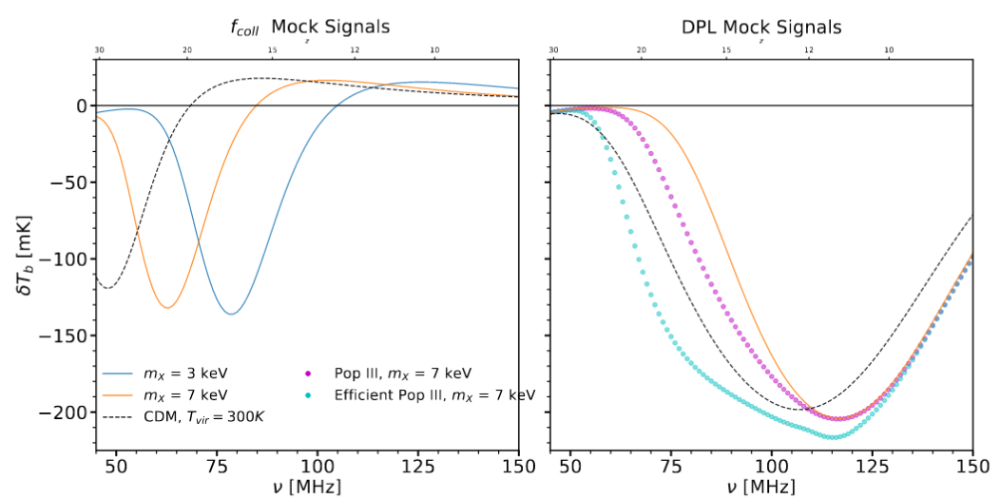 f_coll Mock Signals
DPL Mock Signals
z
z
30 20 15 12 10
20 15 12 10
0
−50
−100
−150
−200
δT_b [mK]
m_X = 3 keV
m_X = 7 keV
CDM, T_vir = 300K
Pop III, m_X = 7 keV
Efficient Pop III, m_X = 7 keV
50 75 100 125 150
50 75 100 125 150
ν [MHz]
ν [MHz]